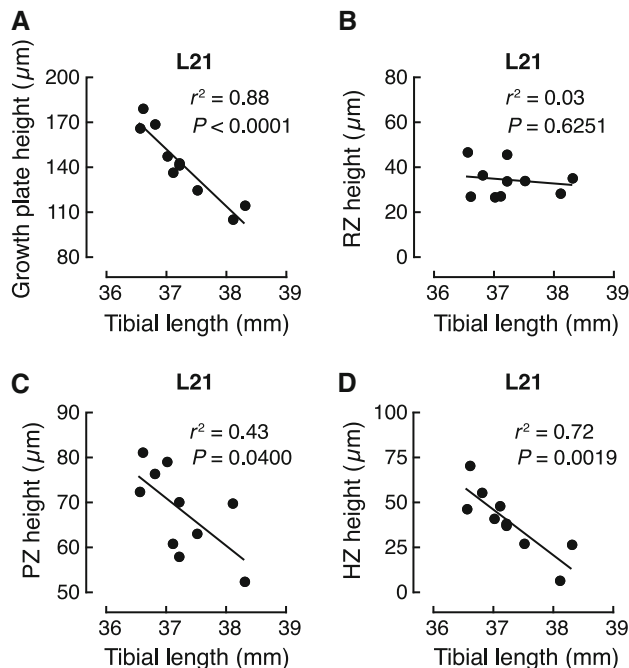 A
L21
r² = 0.88
P < 0.0001
Growth plate height (µm)
200
170
140
110
80
36 37 38 39
Tibial length (mm)
B
L21
r² = 0.03
P = 0.6251
RZ height (µm)
80
60
40
20
0
36 37 38 39
Tibial length (mm)
C
L21
r² = 0.43
P = 0.0400
PZ height (µm)
90
80
70
60
50
36 37 38 39
Tibial length (mm)
D
L21
r² = 0.72
P = 0.0019
HZ height (µm)
100
75
50
25
0
36 37 38 39
Tibial length (mm)